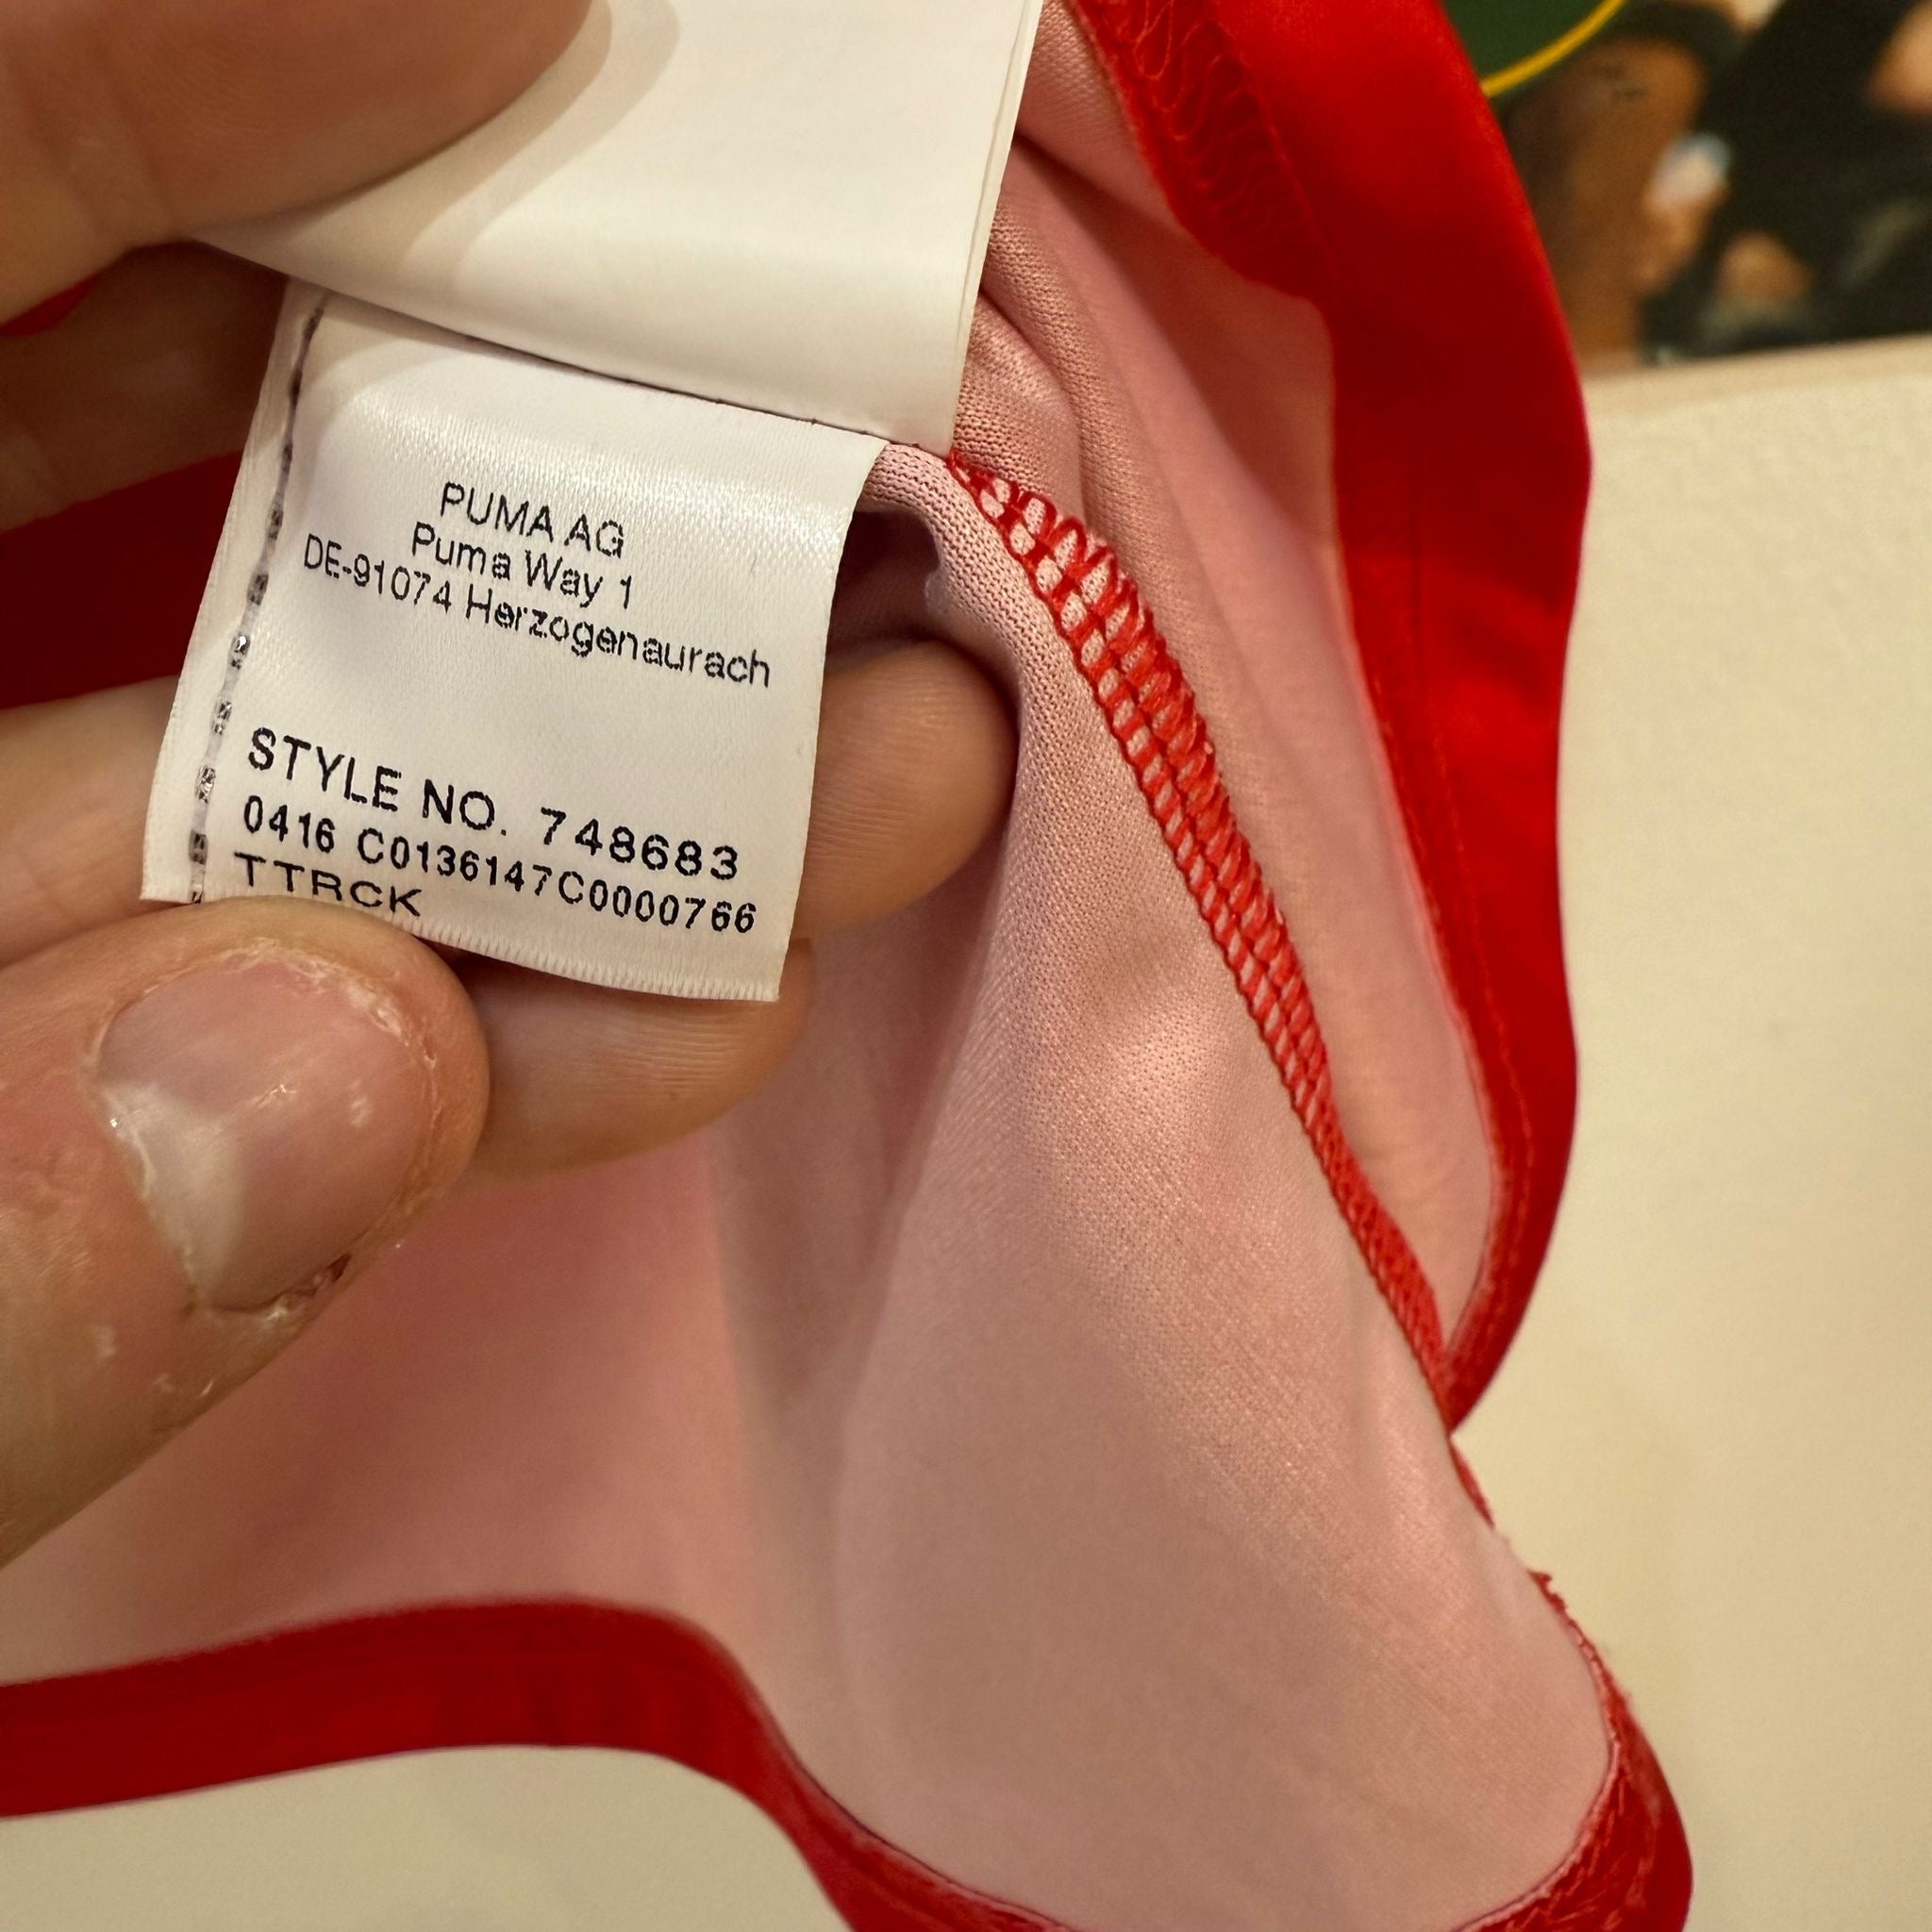 PUMA AG
Puma Way 1
DE-91074 Herzogenaurach
STYLE NO. 748683
0416 C0136147C0000766
TTRCK